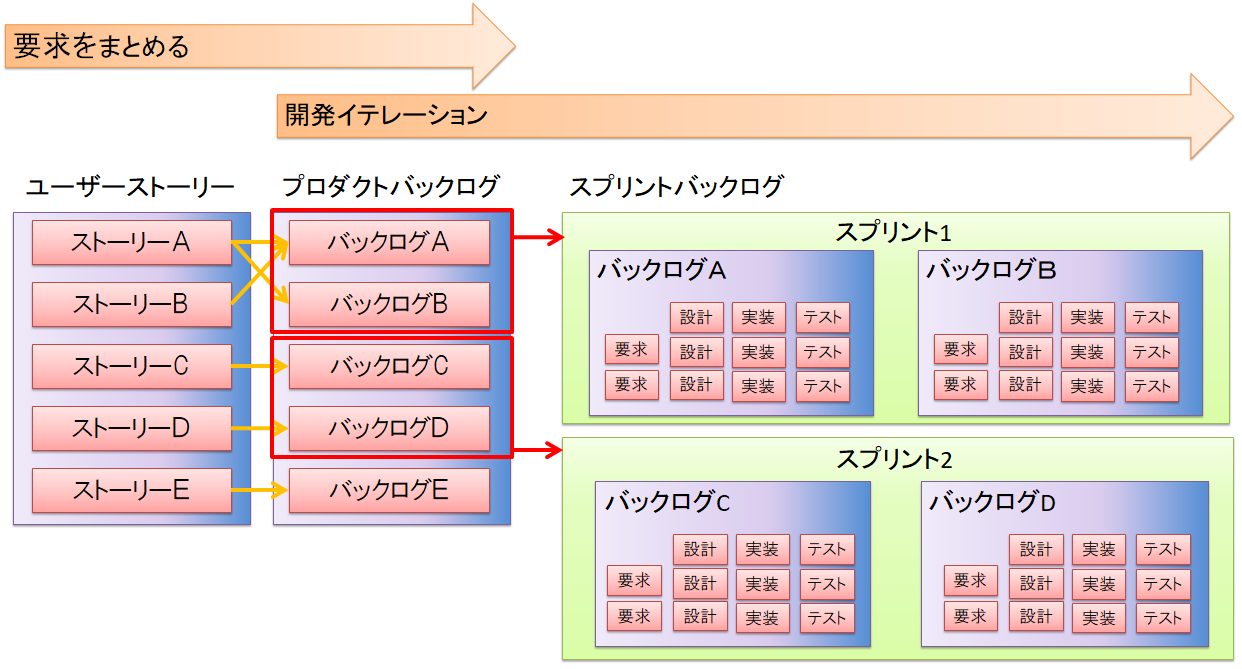 要求をまとめる
開発イテレーション
ユーザーストーリー
ストーリーA
ストーリーB
ストーリーC
ストーリーD
ストーリーE
プロダクトバックログ
バックログA
バックログB
バックログC
バックログD
バックログE
スプリントバックログ
スプリント1
バックログA
設計 実装 テスト
要求 設計 実装 テスト
要求 設計 実装 テスト
バックログB
設計 実装 テスト
要求 設計 実装 テスト
要求 設計 実装 テスト
スプリント2
バックログC
設計 実装 テスト
要求 設計 実装 テスト
要求 設計 実装 テスト
バックログD
設計 実装 テスト
要求 設計 実装 テスト
要求 設計 実装 テスト